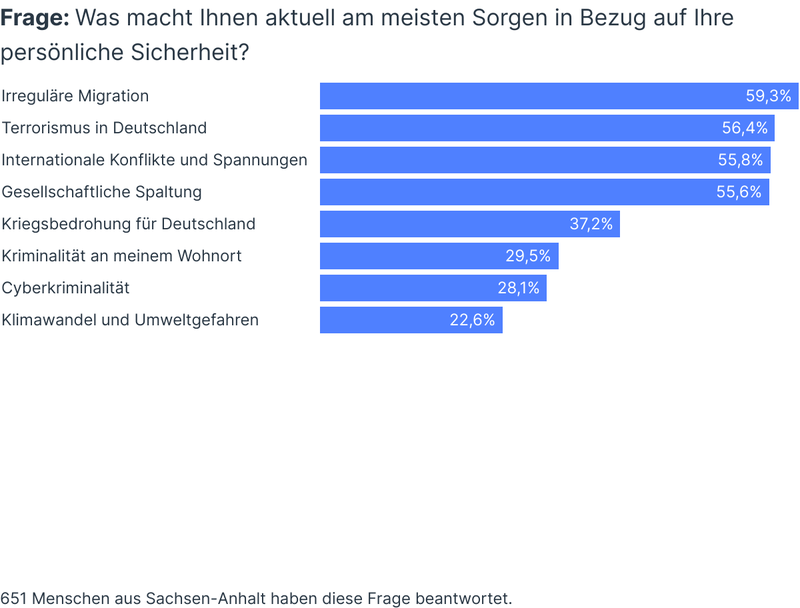 Frage: Was macht Ihnen aktuell am meisten Sorgen in Bezug auf Ihre
persönliche Sicherheit?
Irreguläre Migration 59,3%
Terrorismus in Deutschland 56,4%
Internationale Konflikte und Spannungen 55,8%
Gesellschaftliche Spaltung 55,6%
Kriegsbedrohung für Deutschland 37,2%
Kriminalität an meinem Wohnort 29,5%
Cyberkriminalität 28,1%
Klimawandel und Umweltgefahren 22,6%
651 Menschen aus Sachsen-Anhalt haben diese Frage beantwortet.